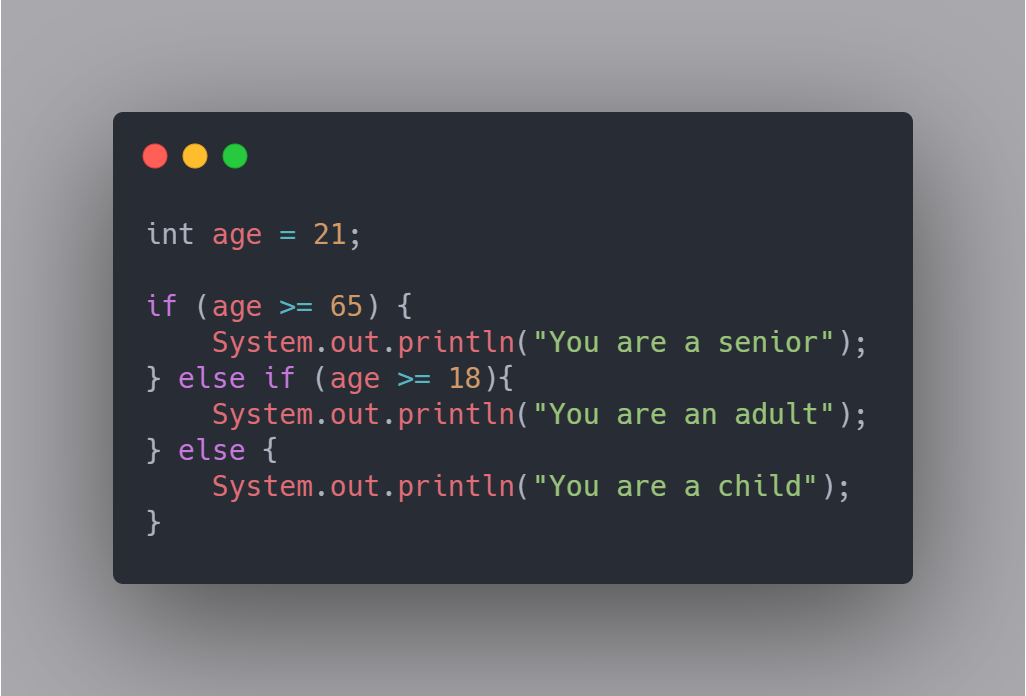 int age = 21;

if (age >= 65) {
    System.out.println("You are a senior");
} else if (age >= 18){
    System.out.println("You are an adult");
} else {
    System.out.println("You are a child");
}